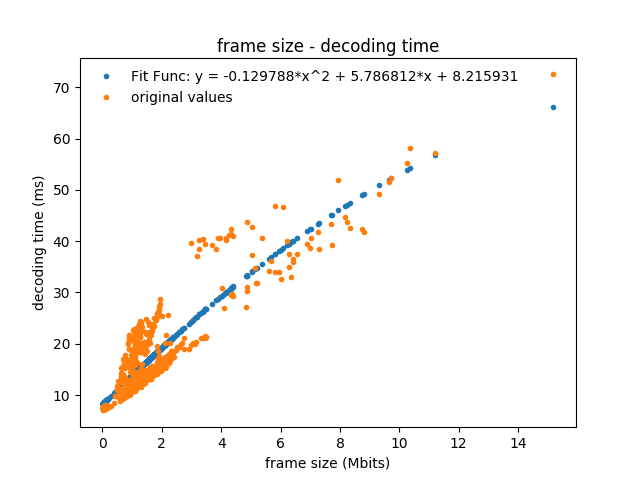 frame size - decoding time
Fit Func: y = -0.129788*x^2 + 5.786812*x + 8.215931
original values
decoding time (ms)
70
60
50
40
30
20
10
0 2 4 6 8 10 12 14
frame size (Mbits)